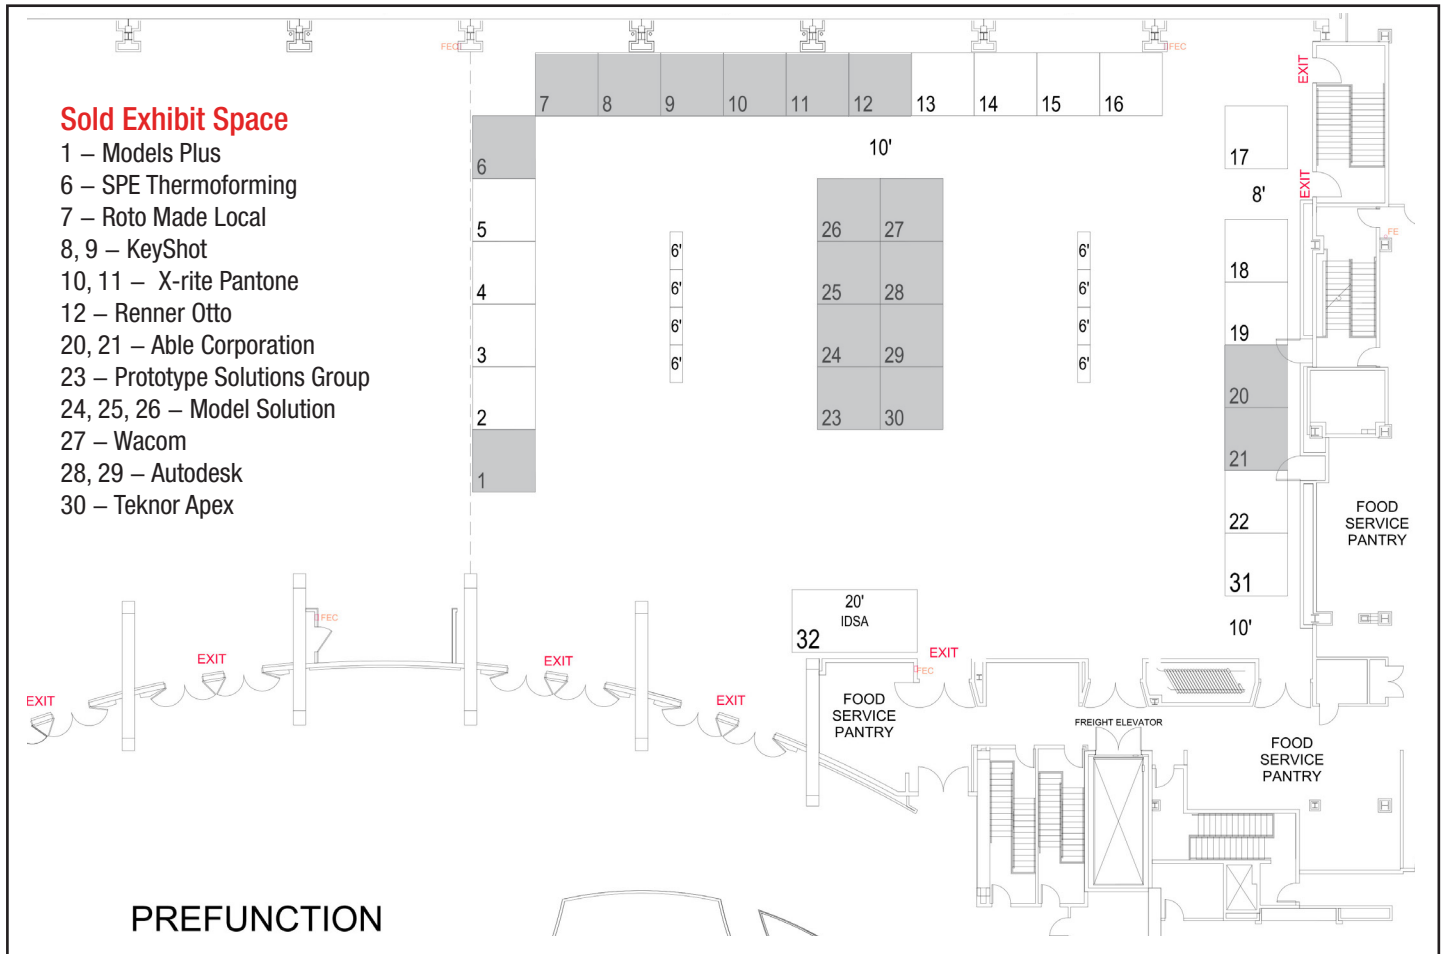 FEC
FEC
EXIT
Sold Exhibit Space
1 – Models Plus
6 – SPE Thermoforming
7 – Roto Made Local
8, 9 – KeyShot
10, 11 – X-rite Pantone
12 – Renner Otto
20, 21 – Able Corporation
23 – Prototype Solutions Group
24, 25, 26 – Model Solution
27 – Wacom
28, 29 – Autodesk
30 – Teknor Apex
7 8 9 10 11 12 13 14 15 16
10'
6
5
4
3
2
1
6'
6'
6'
6'
26 27
25 28
24 29
23 30
6'
6'
6'
6'
17
EXIT
8'
FE
18
19
20
21
22
31
10'
FOOD
SERVICE
PANTRY
20'
IDSA
32
FEC
EXIT
EXIT
EXIT
EXIT
EXIT
FEC
FOOD
SERVICE
PANTRY
FREIGHT ELEVATOR
FOOD
SERVICE
PANTRY
PREFUNCTION